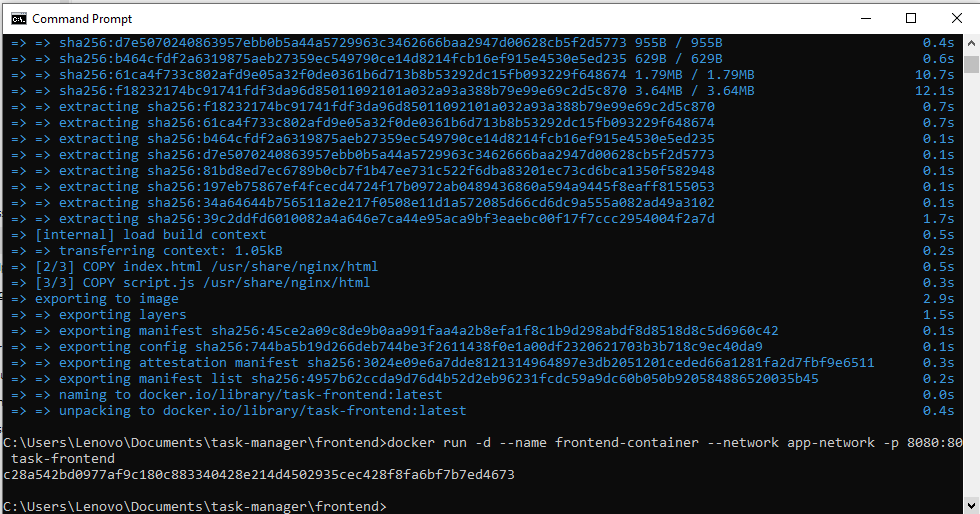 Command Prompt
=> => sha256:d7e5070240863957ebb0b5a44a5729963c3462666baa2947d00628cb5f2d5773 955B / 955B 0.4s
=> => sha256:b464cfdf2a6319875aeb27359ec549790ce14d8214fcb16ef915e4530e5ed235 629B / 629B 0.6s
=> => sha256:61ca4f733c802afd9e05a32f0de0361b6d713b8b53292dc15fb093229f648674 1.79MB / 1.79MB 10.7s
=> => sha256:f18232174bc91741fdf3da96d85011092101a032a93a388b79e99e69c2d5c870 3.64MB / 3.64MB 12.1s
=> => extracting sha256:f18232174bc91741fdf3da96d85011092101a032a93a388b79e99e69c2d5c870 0.7s
=> => extracting sha256:61ca4f733c802afd9e05a32f0de0361b6d713b8b53292dc15fb093229f648674 0.7s
=> => extracting sha256:b464cfdf2a6319875aeb27359ec549790ce14d8214fcb16ef915e4530e5ed235 0.1s
=> => extracting sha256:d7e5070240863957ebb0b5a44a5729963c3462666baa2947d00628cb5f2d5773 0.1s
=> => extracting sha256:81bd8ed7ec6789b0cb7f1b47ee731c522f6dba83201ec73cd6bca1350f582948 0.1s
=> => extracting sha256:197eb75867ef4fcecd4724f17b0972ab0489436860a594a9445f8eaff8155053 0.1s
=> => extracting sha256:34a64644b756511a2e217f0508e11d1a572085d66cd6dc9a555a082ad49a3102 0.1s
=> => extracting sha256:39c2ddfd6010082a4a646e7ca44e95aca9bf3eaebc00f17f7ccc2954004f2a7d 1.7s
=> [internal] load build context 0.5s
=> => transferring context: 1.05kB 0.2s
=> [2/3] COPY index.html /usr/share/nginx/html 0.5s
=> [3/3] COPY script.js /usr/share/nginx/html 0.3s
=> exporting to image 2.9s
=> => exporting layers 1.5s
=> => exporting manifest sha256:45ce2a09c8de9b0aa991faa4a2b8efa1f8c1b9d298abdf8d8518d8c5d6960c42 0.1s
=> => exporting config sha256:744ba5b19d266deb744be3f2611438f0e1a00df2320621703b3b718c9ec40da9 0.1s
=> => exporting attestation manifest sha256:3024e09e6a7dde8121314964897e3db2051201ceded66a1281fa2d7fbf9e6511 0.3s
=> => exporting manifest list sha256:4957b62ccda9d76d4b52d2eb96231fcdc59a9dc60b050b920584886520035b45 0.2s
=> => naming to docker.io/library/task-frontend:latest 0.0s
=> => unpacking to docker.io/library/task-frontend:latest 0.4s
C:\Users\Lenovo\Documents\task-manager\frontend>docker run -d --name frontend-container --network app-network -p 8080:80
task-frontend
c28a542bd0977af9c180c883340428e214d4502935cec428f8fa6bf7b7ed4673
C:\Users\Lenovo\Documents\task-manager\frontend>